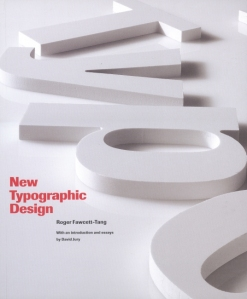 New
Typographic
Design
Roger Fawcett-Tang
With an introduction and essays
by David Jury